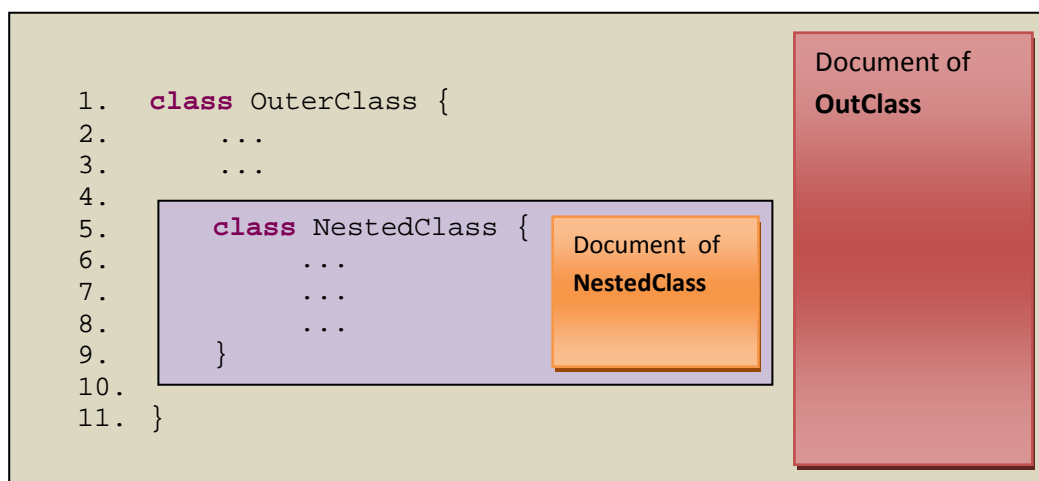 1. class OuterClass {
2. ...
3. ...
4.
5. class NestedClass {
6. ...
7. ...
8. ...
9. }
10.
11. }
Document of
NestedClass
Document of
OutClass